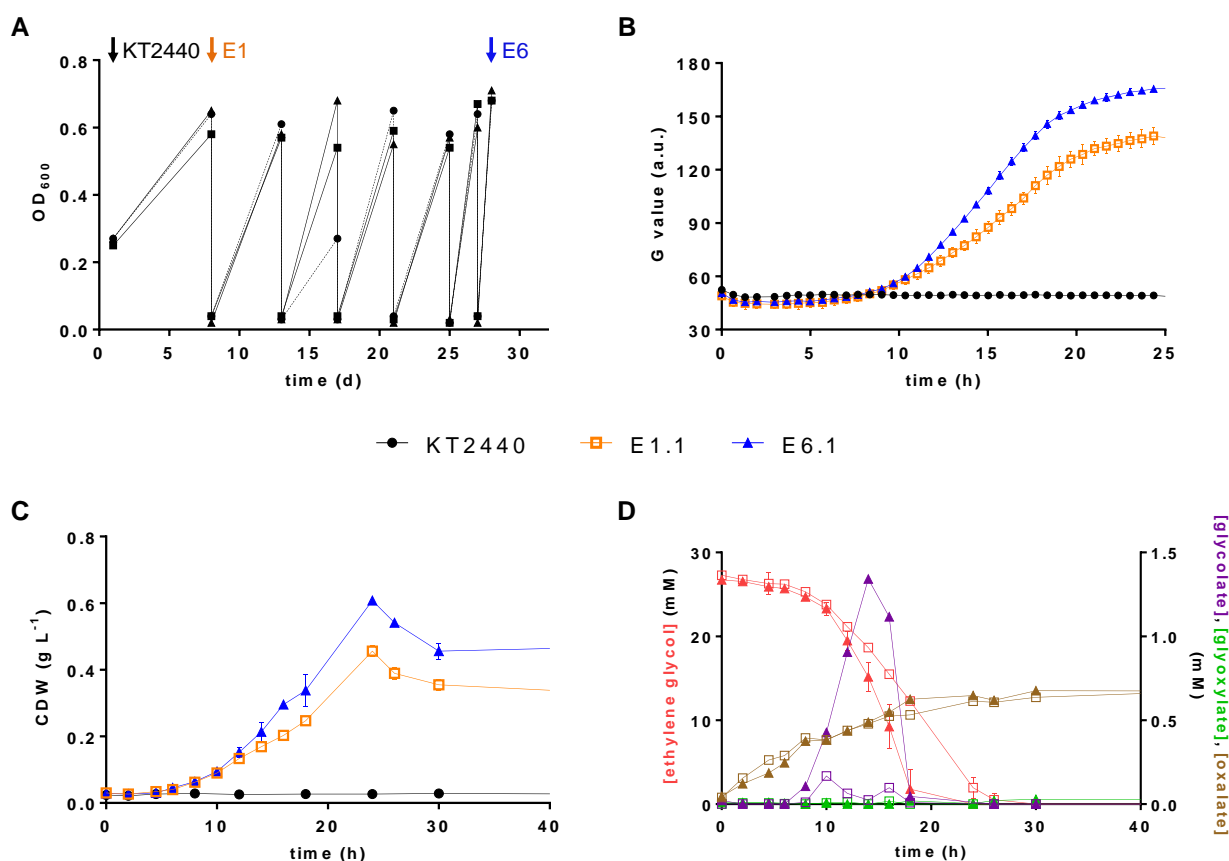 A
KT2440 E1 E6
0.8
0.6
0.4
0.2
0.0
OD600
0 5 10 15 20 25 30
time (d)
B
180
150
120
90
60
30
G value (a.u.)
0 5 10 15 20 25
time (h)
KT2440 E1.1 E6.1
C
0.8
0.6
0.4
0.2
0.0
CDW (g L-1)
0 10 20 30 40
time (h)
D
30
20
10
0
[ethylene glycol] (mM)
1.5
1.0
0.5
0.0
[glycolate], [glyoxylate], [oxalate]
(mM)
0 10 20 30 40
time (h)